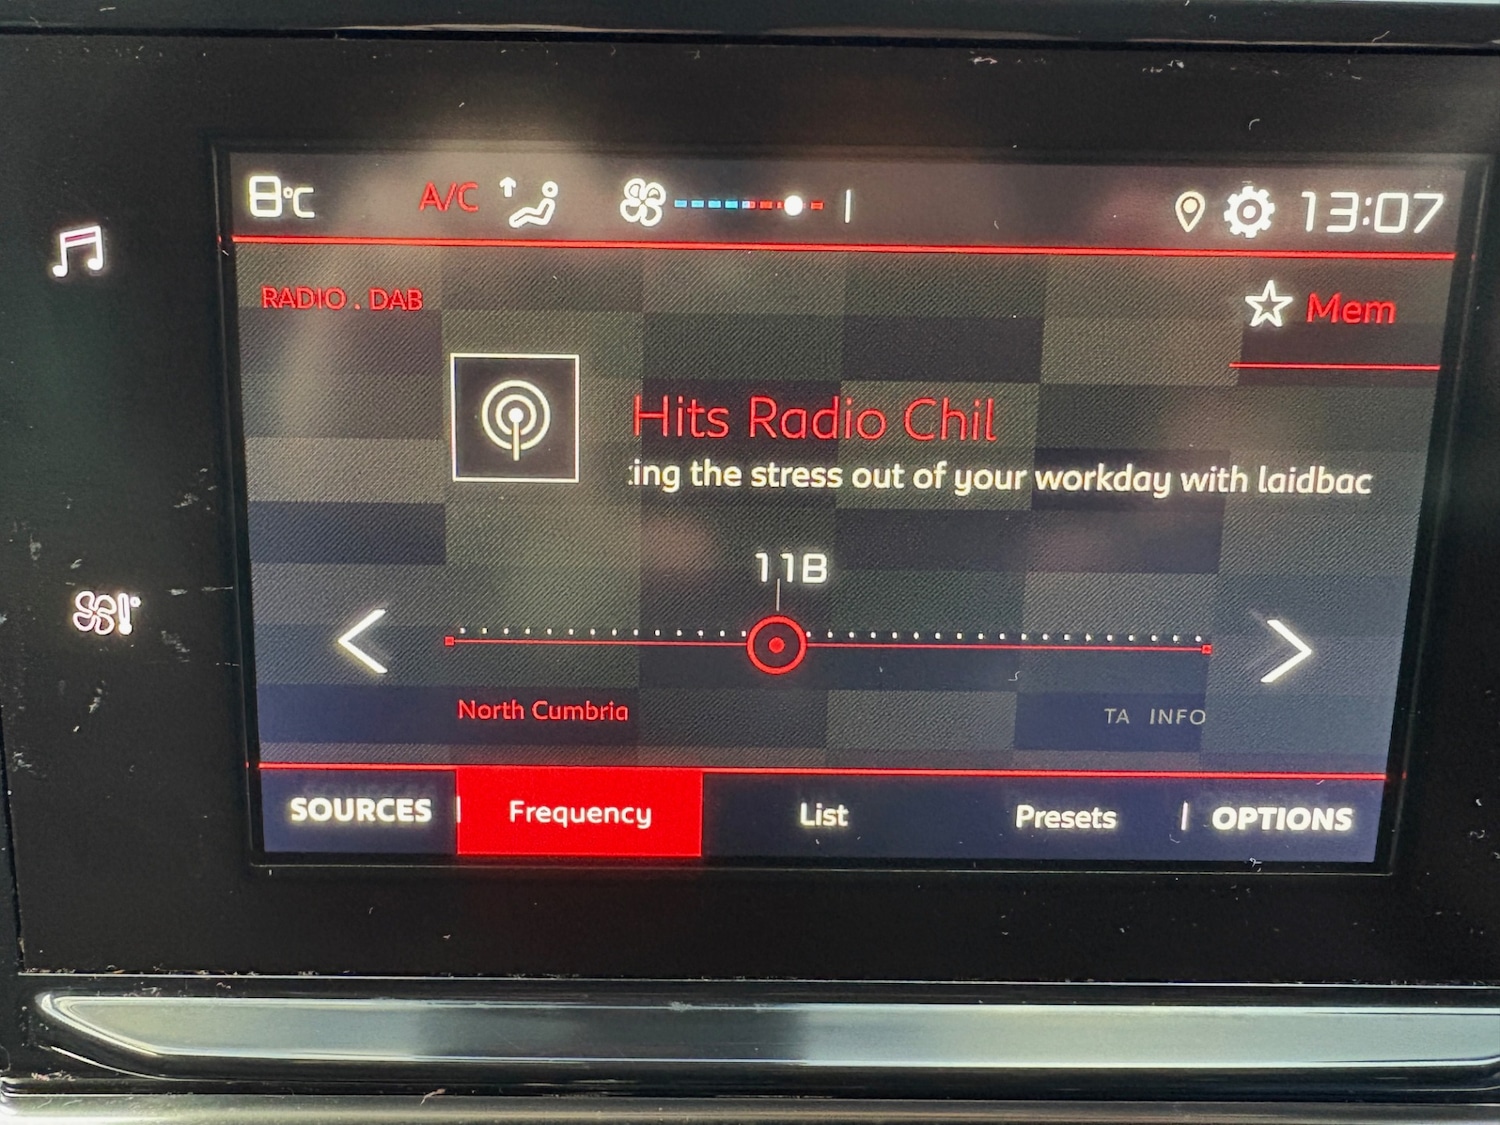 8°C A/C 13:07
RADIO . DAB
Mem
Hits Radio Chil
ing the stress out of your workday with laidbac
11B
North Cumbria
TA INFO
SOURCES Frequency List Presets OPTIONS